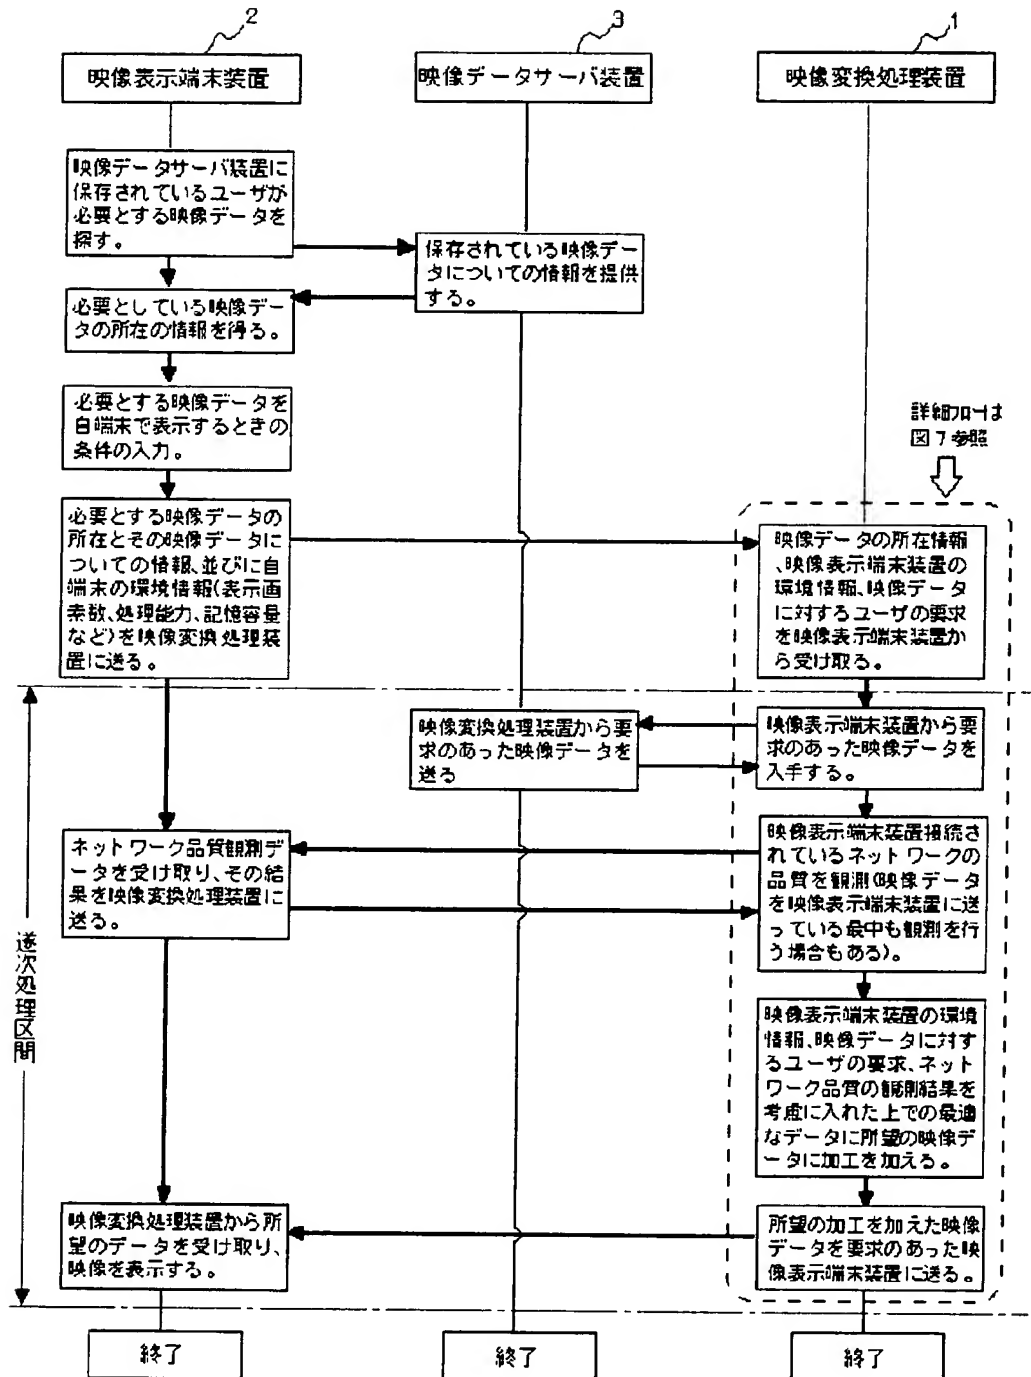 2
3
1
映像表示端末装置
映像データサーバ装置
映像変換処理装置
映像データサーバ装置に
保存されているユーザが
必要とする映像データを
探す。
保存されている映像デー
タについての情報を提供
する。
必要としている映像デー
タの所在の情報を得る。
必要とする映像データを
自端末で表示するときの
条件の入力。
詳細フローは
図7参照
必要とする映像データの
所在とその映像データに
ついての情報、並びに自
端末の環境情報(表示画
素数、処理能力、記憶容量
など)を映像変換処理装
置に送る。
映像データの所在情報
、映像表示端末装置の
環境情報、映像データ
に対するユーザの要求
を映像表示端末装置か
ら受け取る。
映像変換処理装置から要
求のあった映像データを
送る
映像表示端末装置から要
求のあった映像データを
入手する。
ネットワーク品質観測デ
ータを受け取り、その結
果を映像変換処理装置に
送る。
映像表示端末装置接続さ
れているネットワークの
品質を観測(映像データ
を映像表示端末装置に送
っている最中も観測を行
う場合もある)。
逐次処理区間
映像表示端末装置の環境
情報、映像データに対す
るユーザの要求、ネット
ワーク品質の観測結果を
考慮に入れた上での最適
なデータに所望の映像デ
ータに加工を加える。
映像変換処理装置から所
望のデータを受け取り、
映像を表示する。
所望の加工を加えた映像
データを要求のあった映
像表示端末装置に送る。
終了
終了
終了